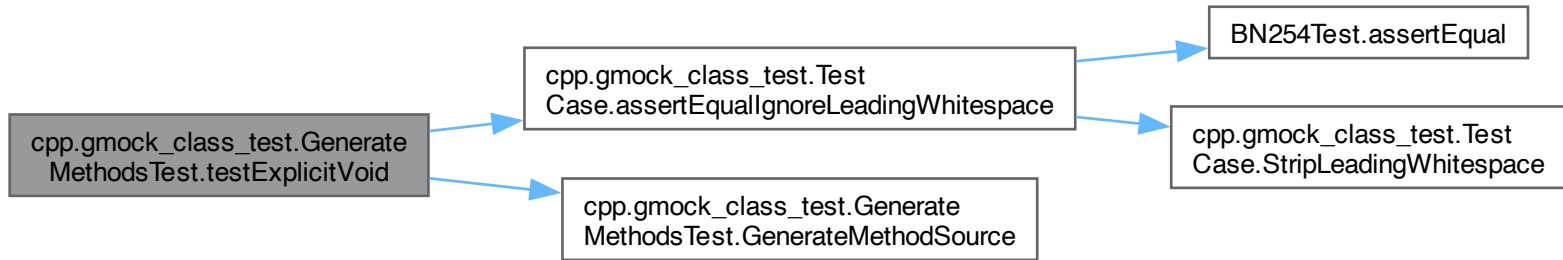 cpp.gmock_class_test.Generate
MethodsTest.testExplicitVoid
cpp.gmock_class_test.Test
Case.assertEqualIgnoreLeadingWhitespace
BN254Test.assertEqual
cpp.gmock_class_test.Test
Case.StripLeadingWhitespace
cpp.gmock_class_test.Generate
MethodsTest.GenerateMethodSource